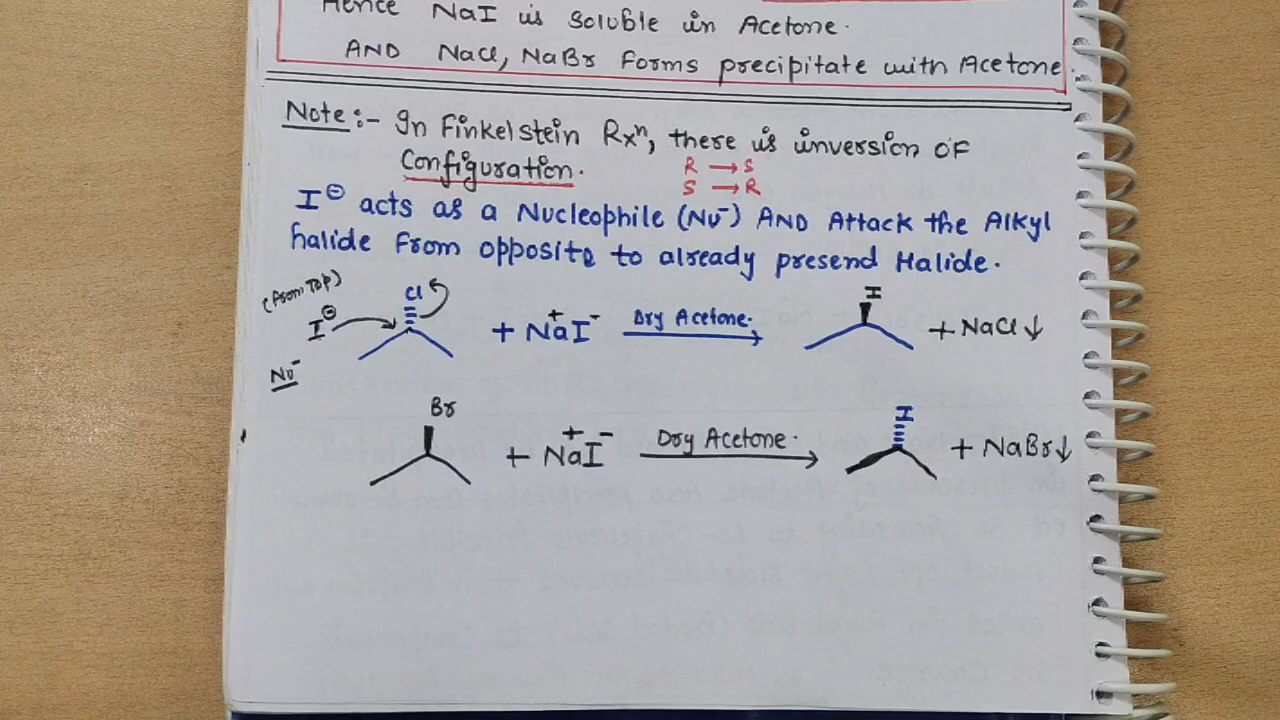 Hence NaI is soluble in Acetone.
AND NaCl, NaBr Forms precipitate with Acetone.
Note:- In Finkelstein Rxⁿ, there is inversion of
Configuration.
R → S
S → R
I⊖ acts as a Nucleophile (Nu⁻) AND Attack the Alkyl
halide From opposite to already presend Halide.
(From Top)
I⊖ Cl + Na⁺I⁻ Dry Acetone. → I + NaCl↓
Nu⁻
Br + Na⁺I⁻ Dry Acetone. → I + NaBr↓